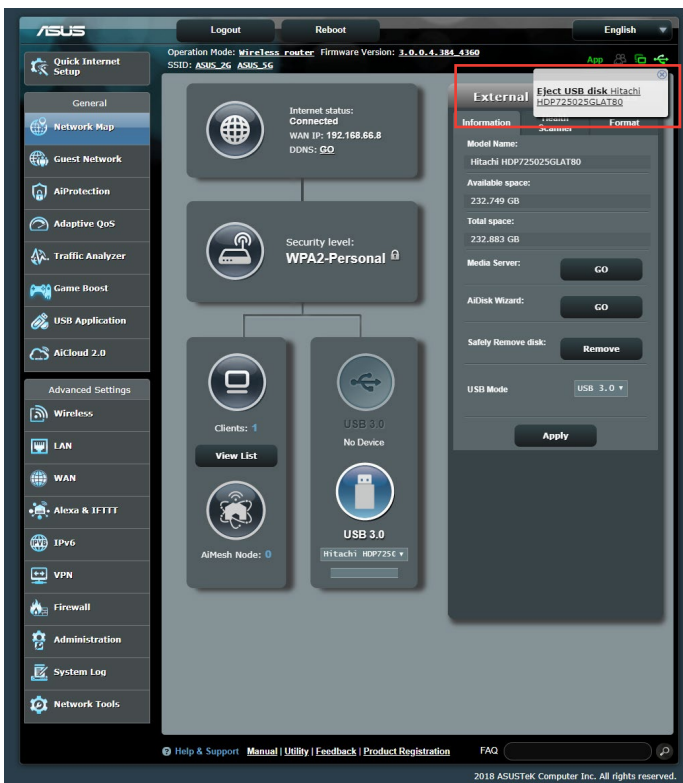 ASUS
Logout
Reboot
English
Quick Internet
Setup
Operation Mode: Wireless router Firmware Version: 3.0.0.4.384_4360
SSID: ASUS_2G ASUS_5G
App
General
Network Map
Guest Network
AiProtection
Adaptive QoS
Traffic Analyzer
Game Boost
USB Application
AiCloud 2.0
Advanced Settings
Wireless
LAN
WAN
Alexa & IFTTT
IPv6
VPN
Firewall
Administration
System Log
Network Tools
Internet status:
Connected
WAN IP: 192.168.66.8
DDNS: GO
Security level:
WPA2-Personal
Clients: 1
View List
AiMesh Node: 0
USB 3.0
No Device
USB 3.0
Hitachi HDP725C
External
Eject USB disk Hitachi
HDP725025GLAT80
Information
Health
Scanner
Format
Model Name:
Hitachi HDP725025GLAT80
Available space:
232.749 GB
Total space:
232.883 GB
Media Server:
GO
AiDisk Wizard:
GO
Safely Remove disk:
Remove
USB Mode
USB 3.0
Apply
Help & Support Manual | Utility | Feedback | Product Registration
FAQ
2018 ASUSTeK Computer Inc. All rights reserved.